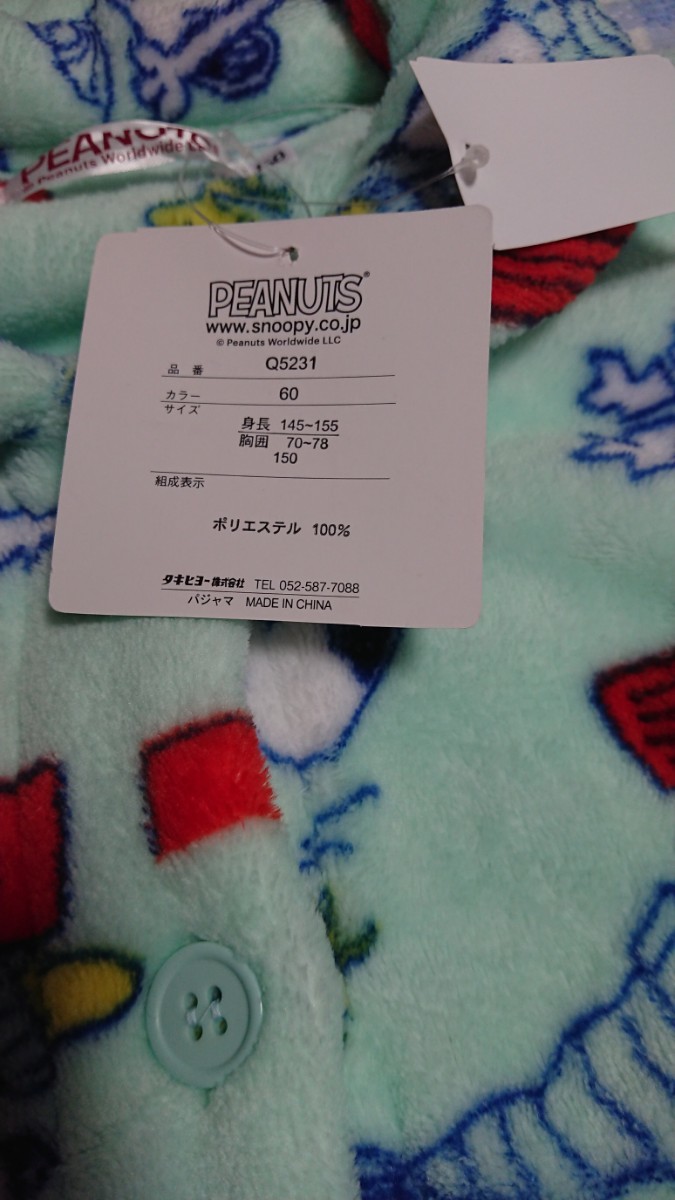 PEANUTS
© Peanuts Worldwide LL
PEANUTS®
www.snoopy.co.jp
© Peanuts Worldwide LLC
品 番 Q5231
カラー 60
サイズ
身長 145~155
胸囲 70~78
150
組成表示
ポリエステル 100%
タキヒヨー株式会社 TEL 052-587-7088
パジャマ MADE IN CHINA